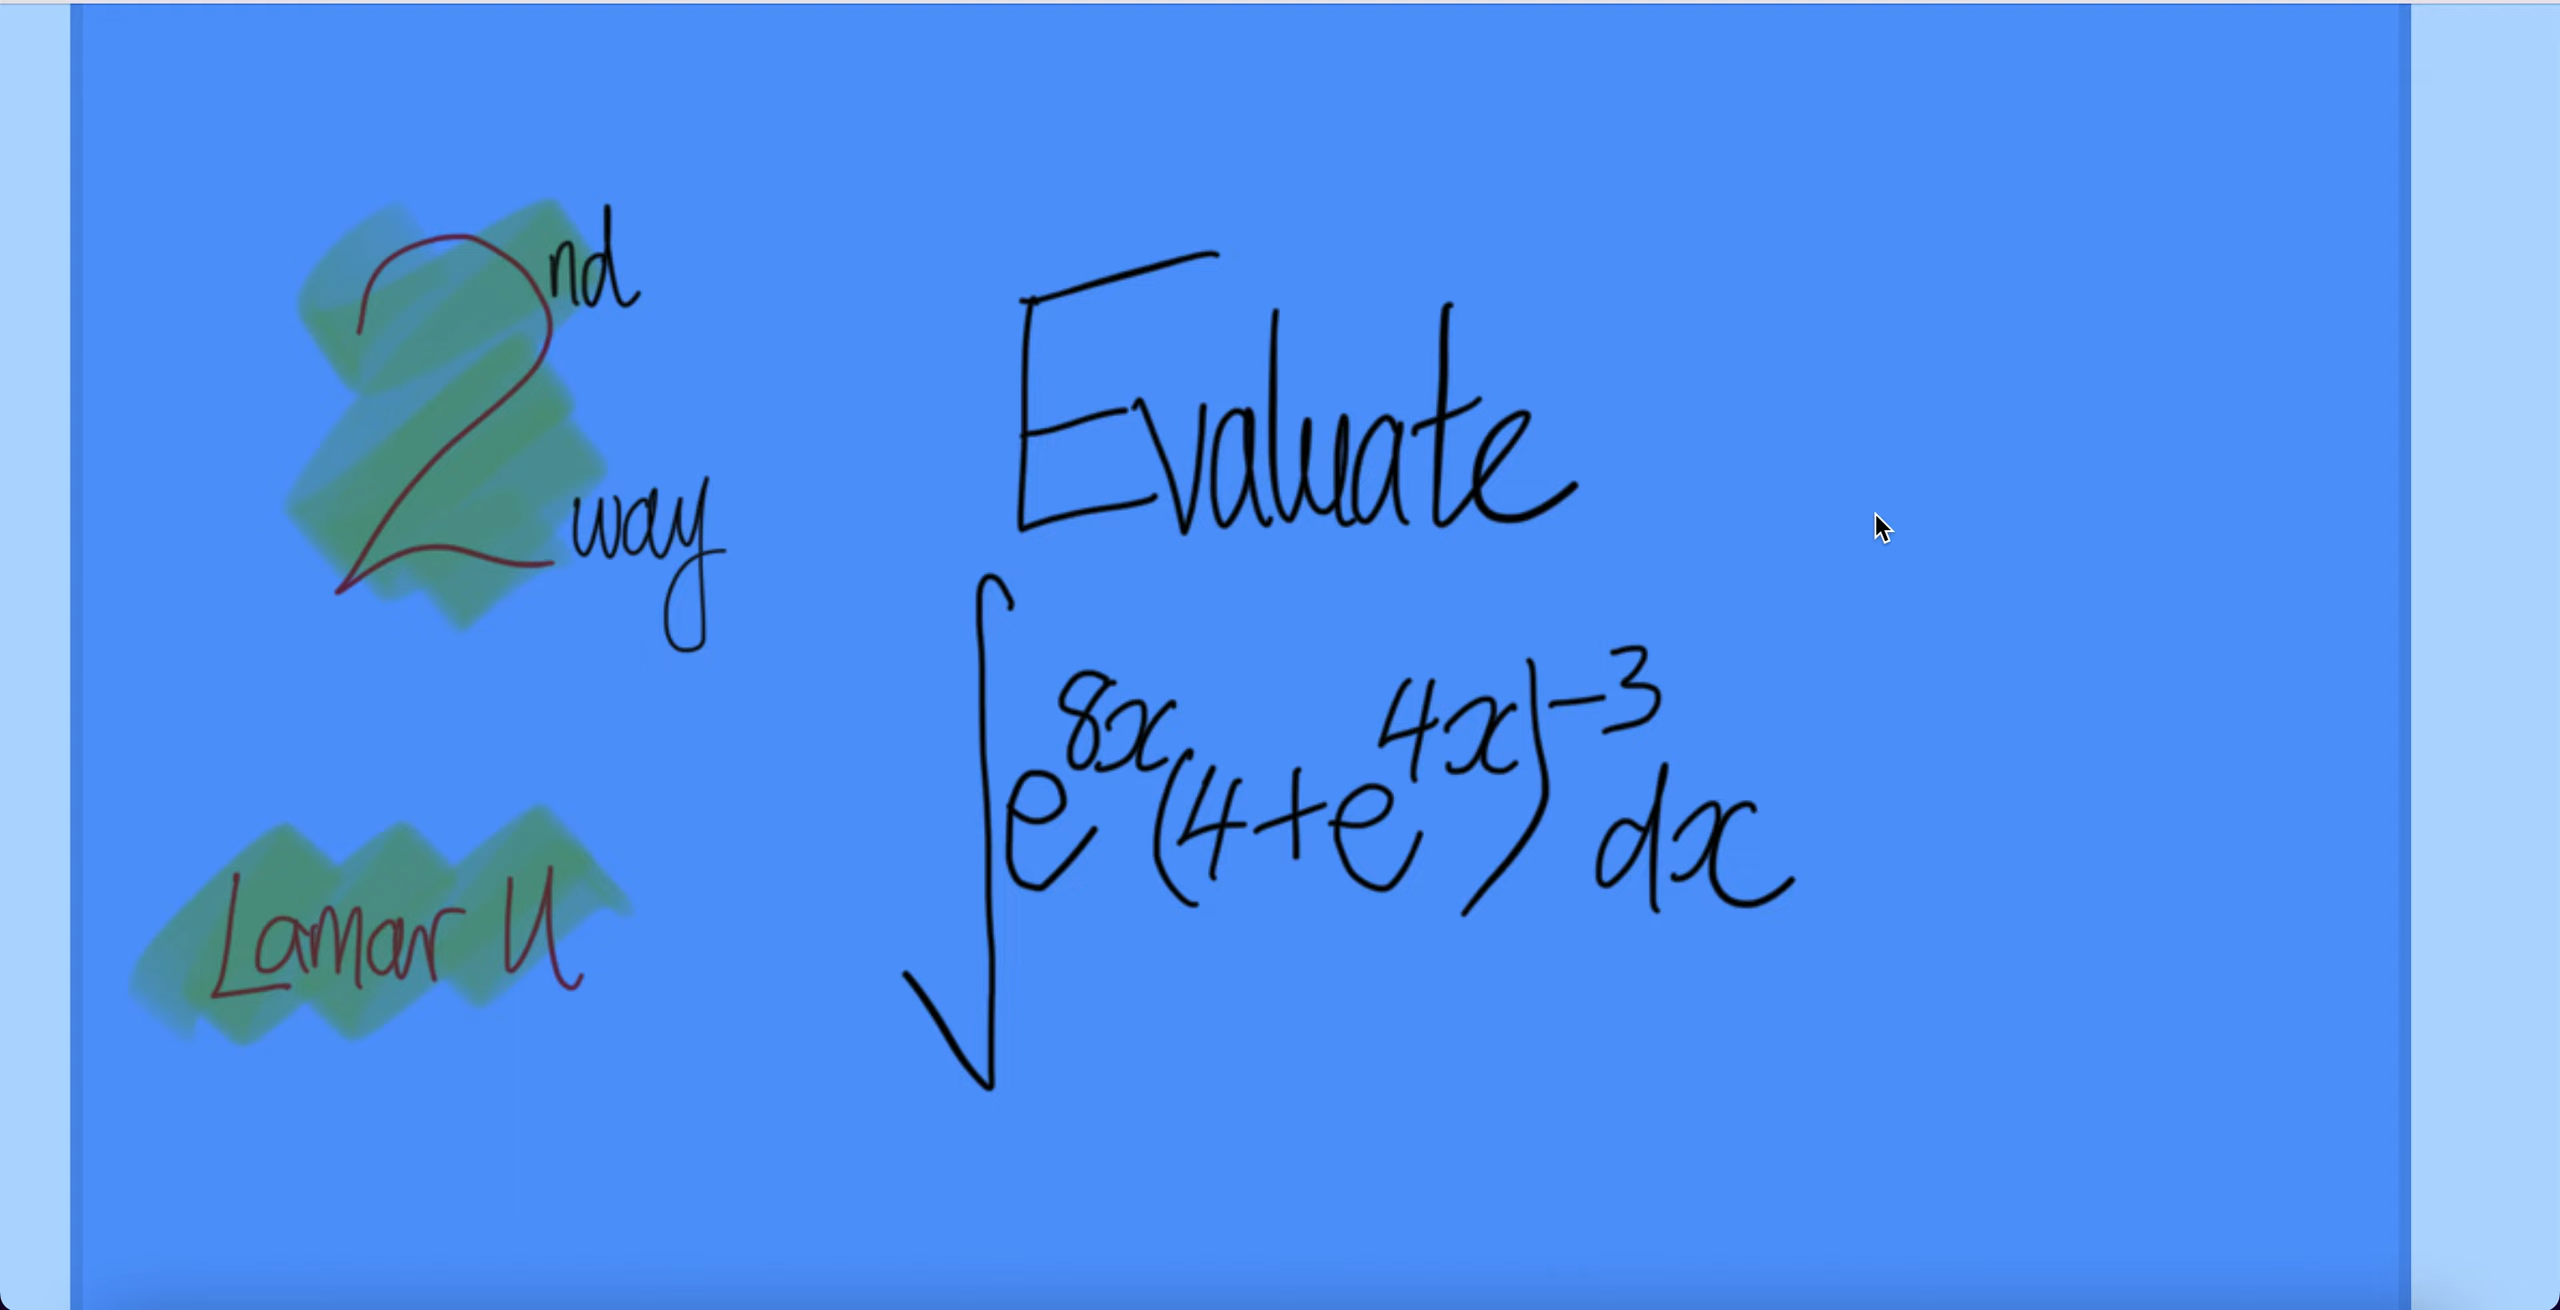 2nd
way
Evaluate
∫e^{8x}(4+e^{4x})^{-3}dx
Lamar U